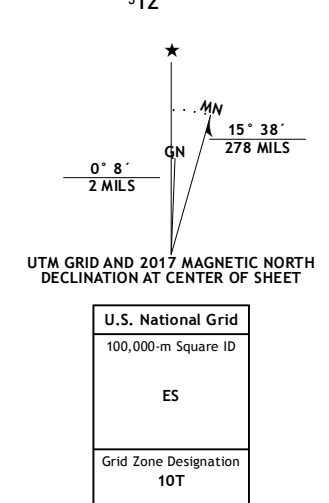 ⁵12
★
MN
GN
15° 38´
278 MILS
0° 8´
2 MILS
UTM GRID AND 2017 MAGNETIC NORTH
DECLINATION AT CENTER OF SHEET
U.S. National Grid
100,000-m Square ID
ES
Grid Zone Designation
10T